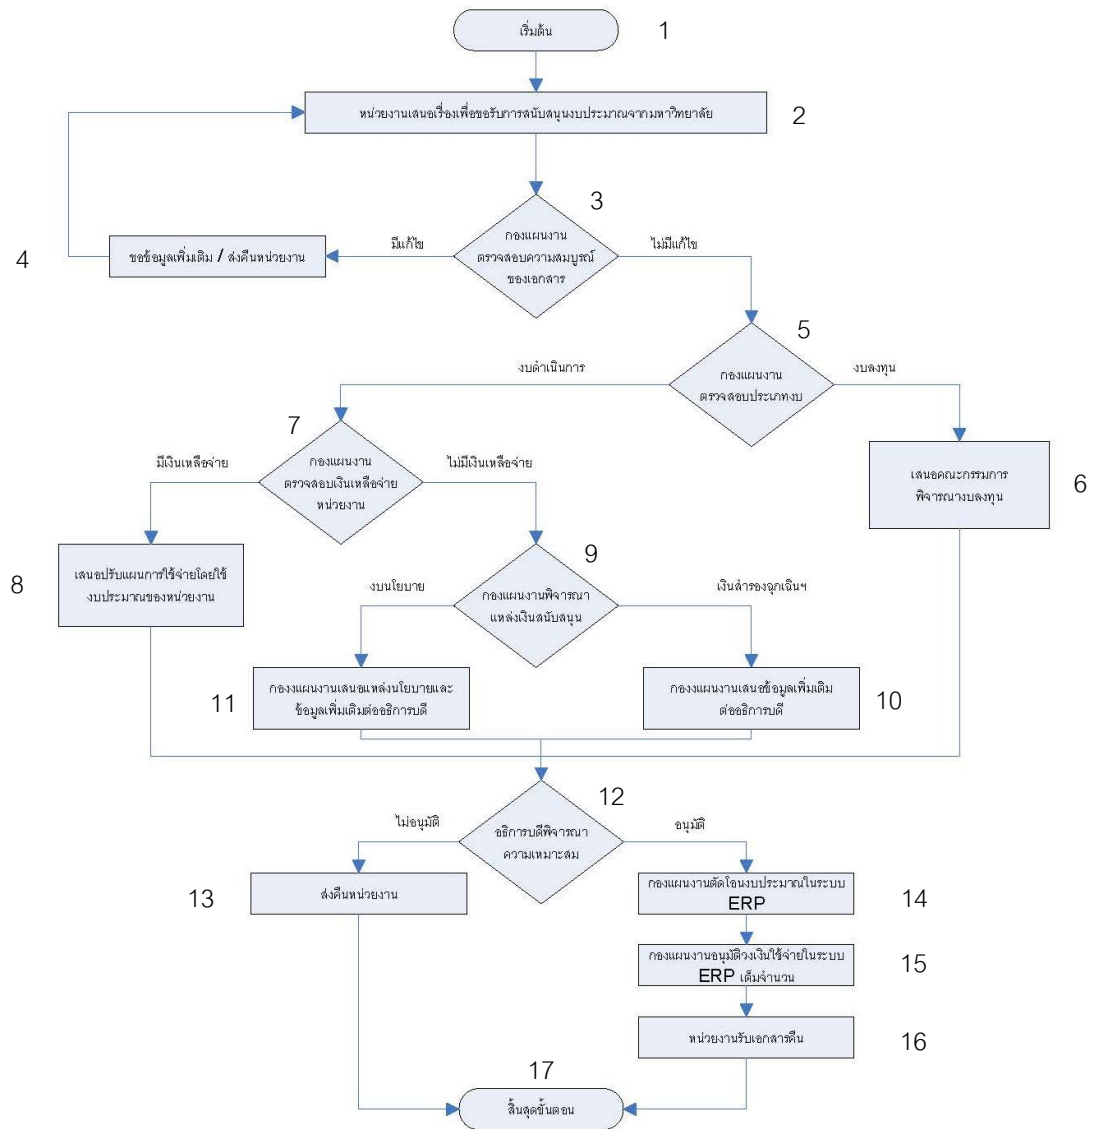 เริ่มต้น
1
หน่วยงานเสนอเรื่องเพื่อขอรับการสนับสนุนงบประมาณจากมหาวิทยาลัย
2
3
กองแผนงาน
ตรวจสอบความสมบูรณ์
ของเอกสาร
มีแก้ไข
ไม่มีแก้ไข
4
ขอข้อมูลเพิ่มเติม / ส่งคืนหน่วยงาน
5
กองแผนงาน
ตรวจสอบประเภทงบ
งบดำเนินการ
งบลงทุน
7
กองแผนงาน
ตรวจสอบเงินเหลือจ่าย
หน่วยงาน
มีเงินเหลือจ่าย
ไม่มีเงินเหลือจ่าย
เสนอคณะกรรมการ
พิจารณางบลงทุน
6
8
เสนอปรับแผนการใช้จ่ายโดยใช้
งบประมาณของหน่วยงาน
9
กองแผนงานพิจารณา
แหล่งเงินสนับสนุน
งบนโยบาย
เงินสำรองฉุกเฉินฯ
11
กองงแผนงานเสนอแหล่งนโยบายและ
ข้อมูลเพิ่มเติมต่ออธิการบดี
กองงแผนงานเสนอข้อมูลเพิ่มเติม
ต่ออธิการบดี
10
12
อธิการบดีพิจารณา
ความเหมาะสม
ไม่อนุมัติ
อนุมัติ
13
ส่งคืนหน่วยงาน
กองแผนงานตัดโอนงบประมาณในระบบ
ERP
14
กองแผนงานอนุมัติวงเงินใช้จ่ายในระบบ
ERP เต็มจำนวน
15
หน่วยงานรับเอกสารคืน
16
17
สิ้นสุดขั้นตอน